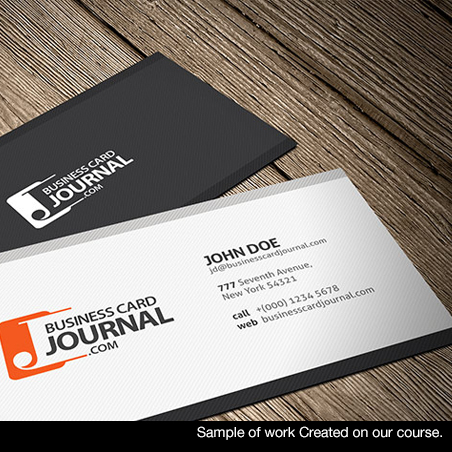 BUSINESS CARD
JOURNAL
.COM
JOHN DOE
jd@businesscardjournal.com
777 Seventh Avenue,
New York 54321
call +(000) 1234 5678
web businesscardjournal.com
BUSINESS CARD
JOURNAL
.COM
Sample of work Created on our course.